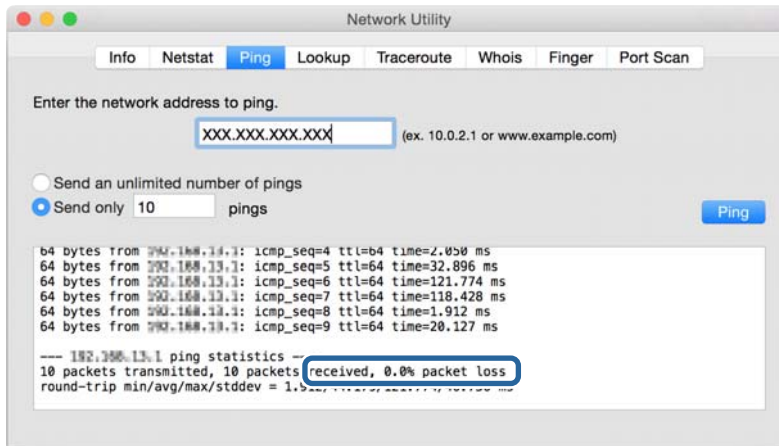 Network Utility
Info Netstat Ping Lookup Traceroute Whois Finger Port Scan
Enter the network address to ping.
XXX.XXX.XXX.XXX (ex. 10.0.2.1 or www.example.com)
Send an unlimited number of pings
Send only 10 pings
Ping
64 bytes from : icmp_seq=4 ttl=64 time=2.050 ms
64 bytes from : icmp_seq=5 ttl=64 time=32.896 ms
64 bytes from : icmp_seq=6 ttl=64 time=121.774 ms
64 bytes from : icmp_seq=7 ttl=64 time=118.428 ms
64 bytes from : icmp_seq=8 ttl=64 time=1.912 ms
64 bytes from : icmp_seq=9 ttl=64 time=20.127 ms
--- ping statistics --
10 packets transmitted, 10 packets received, 0.0% packet loss
round-trip min/avg/max/stddev = ms